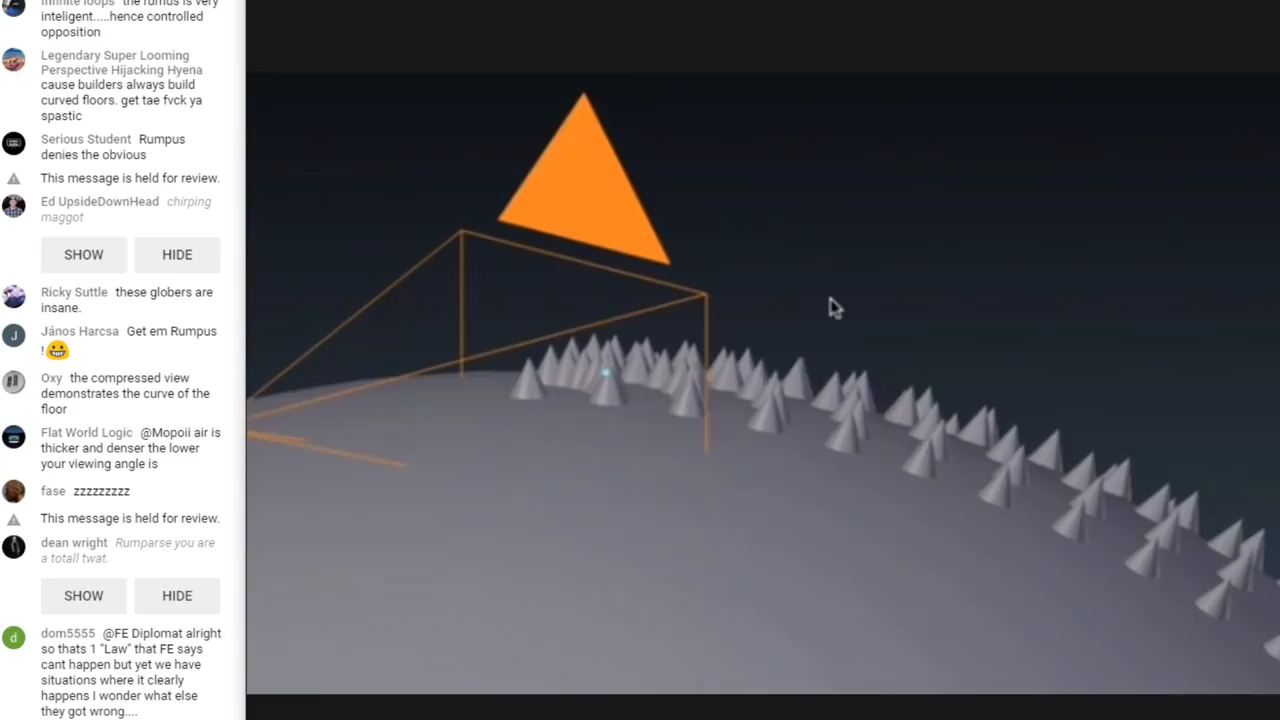 Infinite loops the rumus is very
inteligent.....hence controlled
opposition
Legendary Super Looming
Perspective Hijacking Hyena
cause builders always build
curved floors. get tae fvck ya
spastic
Serious Student Rumpus
denies the obvious
This message is held for review.
Ed UpsideDownHead chirping
maggot
SHOW HIDE
Ricky Suttle these globers are
insane.
J
János Harcsa Get em Rumpus
!
Oxy the compressed view
demonstrates the curve of the
floor
Flat World Logic @Mopoii air is
thicker and denser the lower
your viewing angle is
fase zzzzzzzzz
This message is held for review.
dean wright Rumparse you are
a totall twat.
SHOW HIDE
d
dom5555 @FE Diplomat alright
so thats 1 "Law" that FE says
cant happen but yet we have
situations where it clearly
happens I wonder what else
they got wrong....